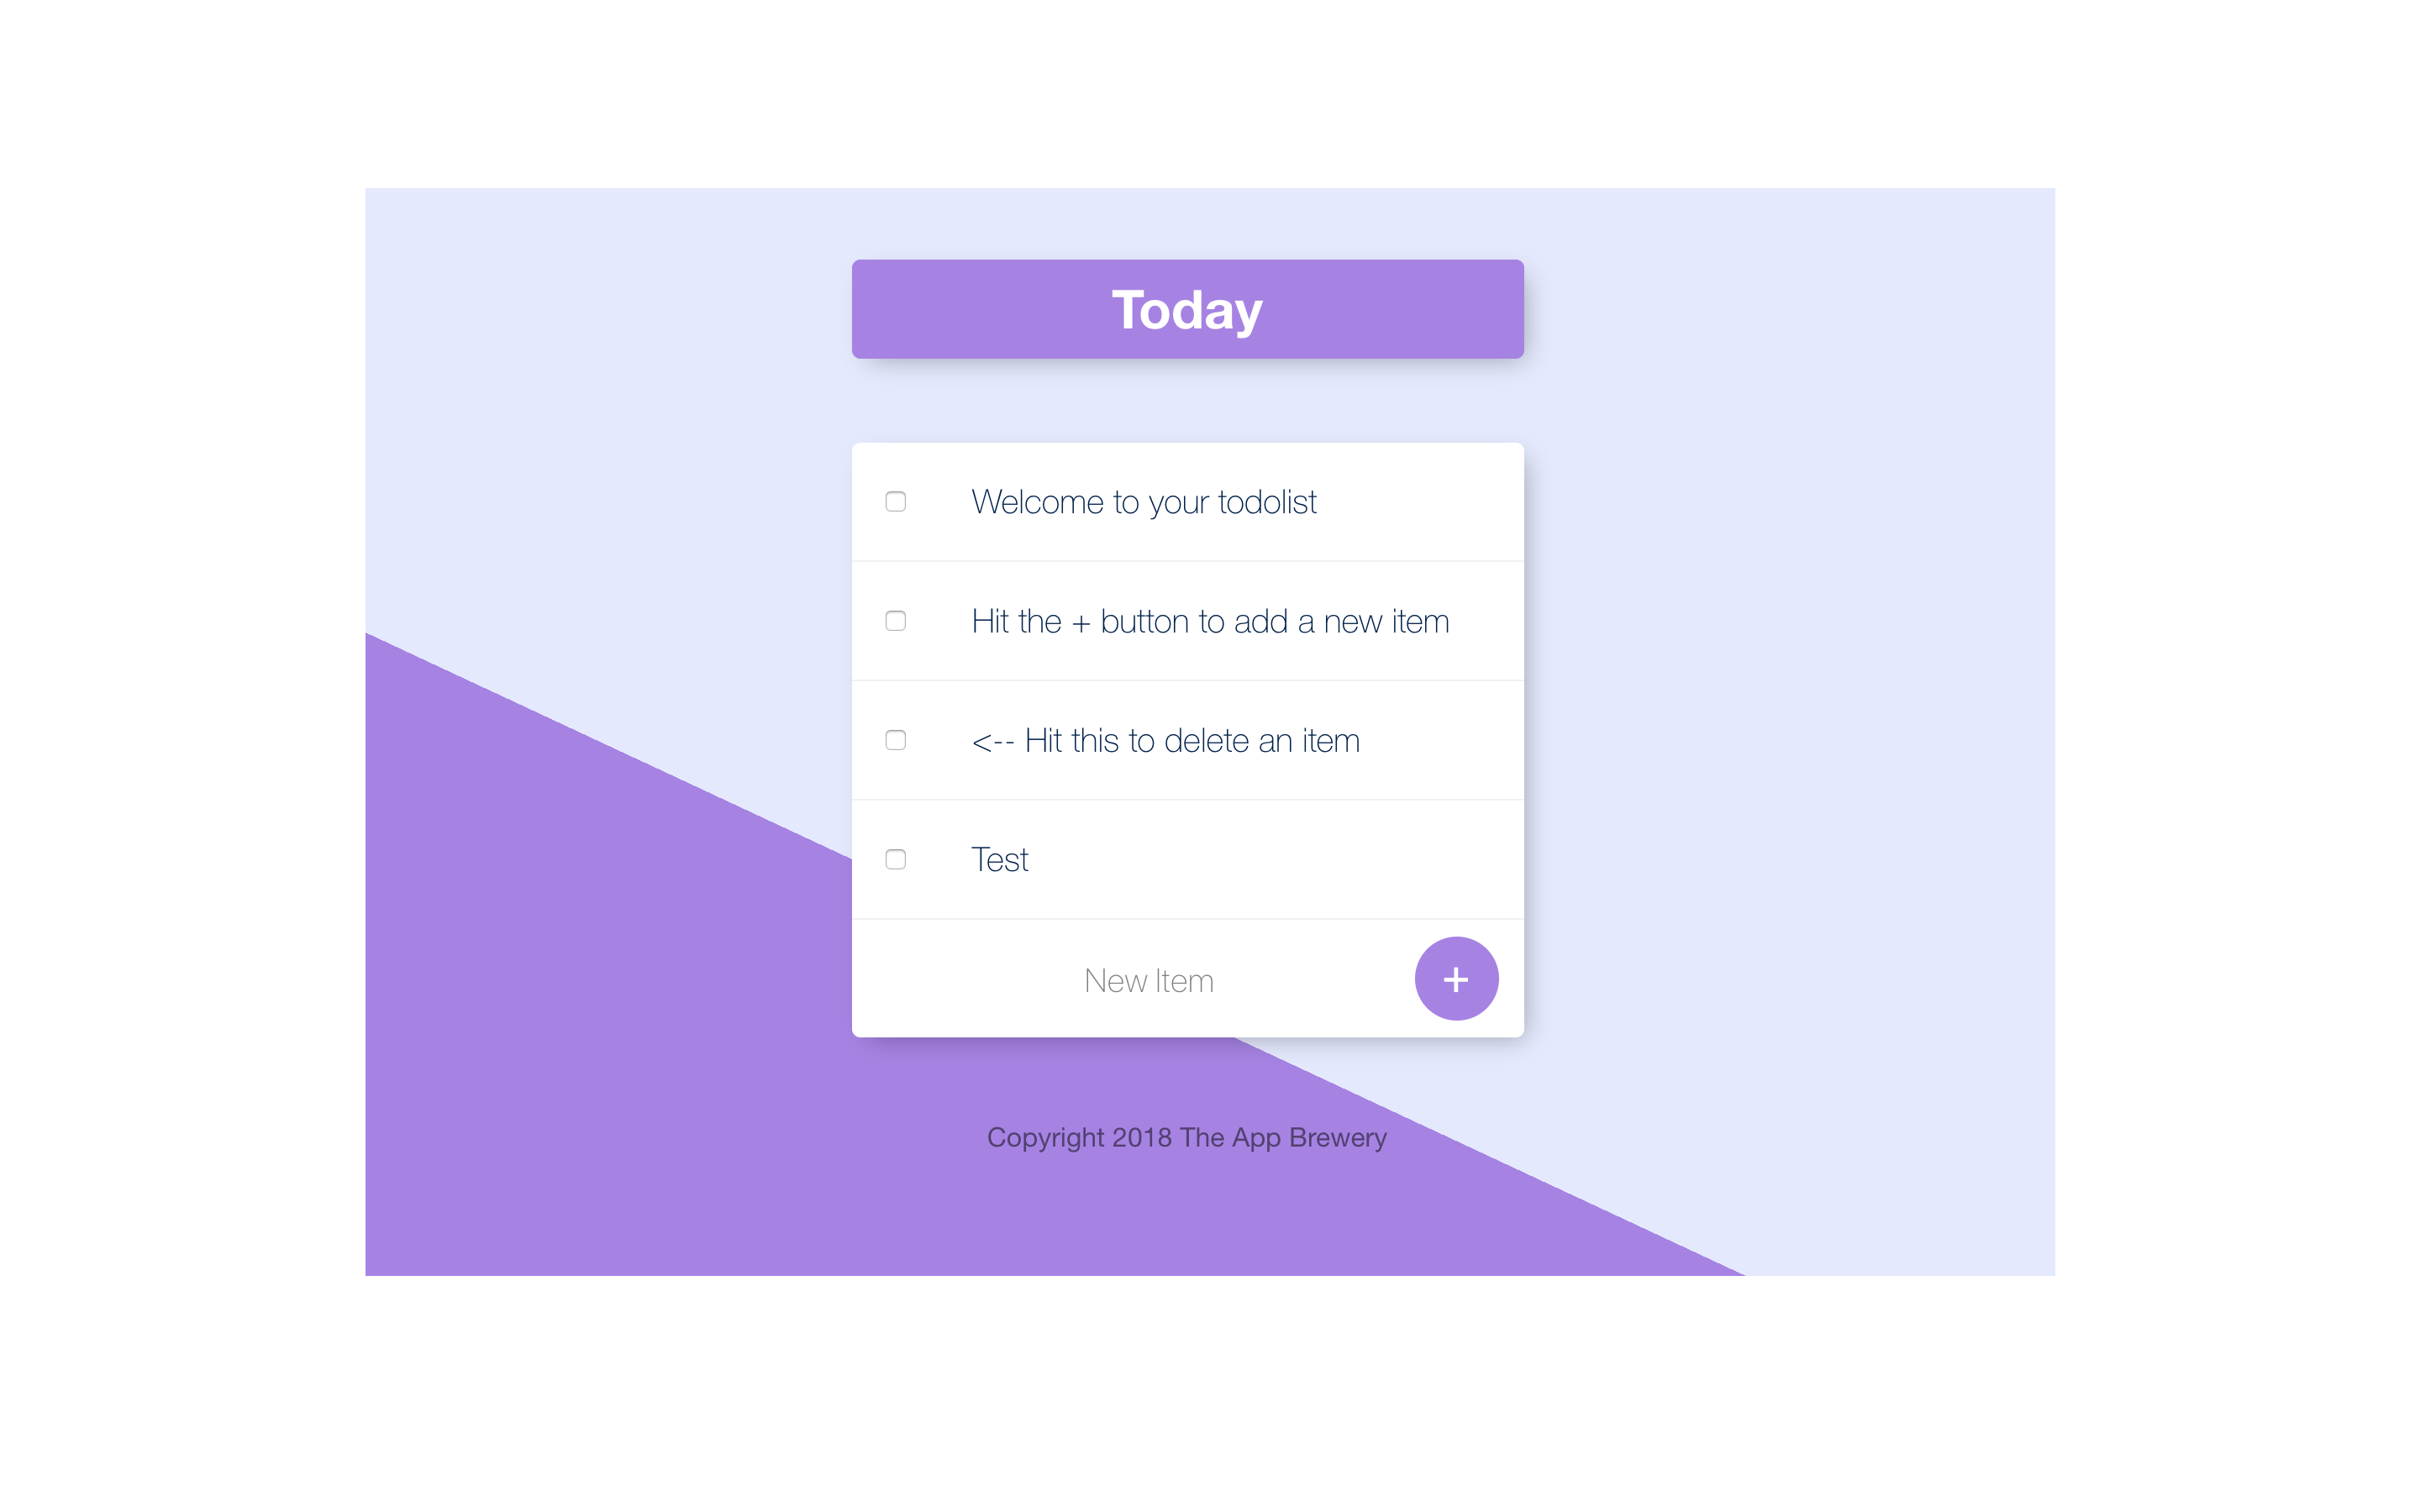 Today
Welcome to your todolist
Hit the + button to add a new item
<-- Hit this to delete an item
Test
New Item
+
Copyright 2018 The App Brewery